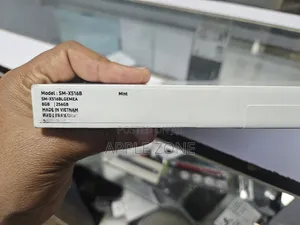 Model : SM-X516B
Mint
SM-X516BLGEMEA
8GB | 256GB
MADE IN VIETNAM
APPLE ZONE